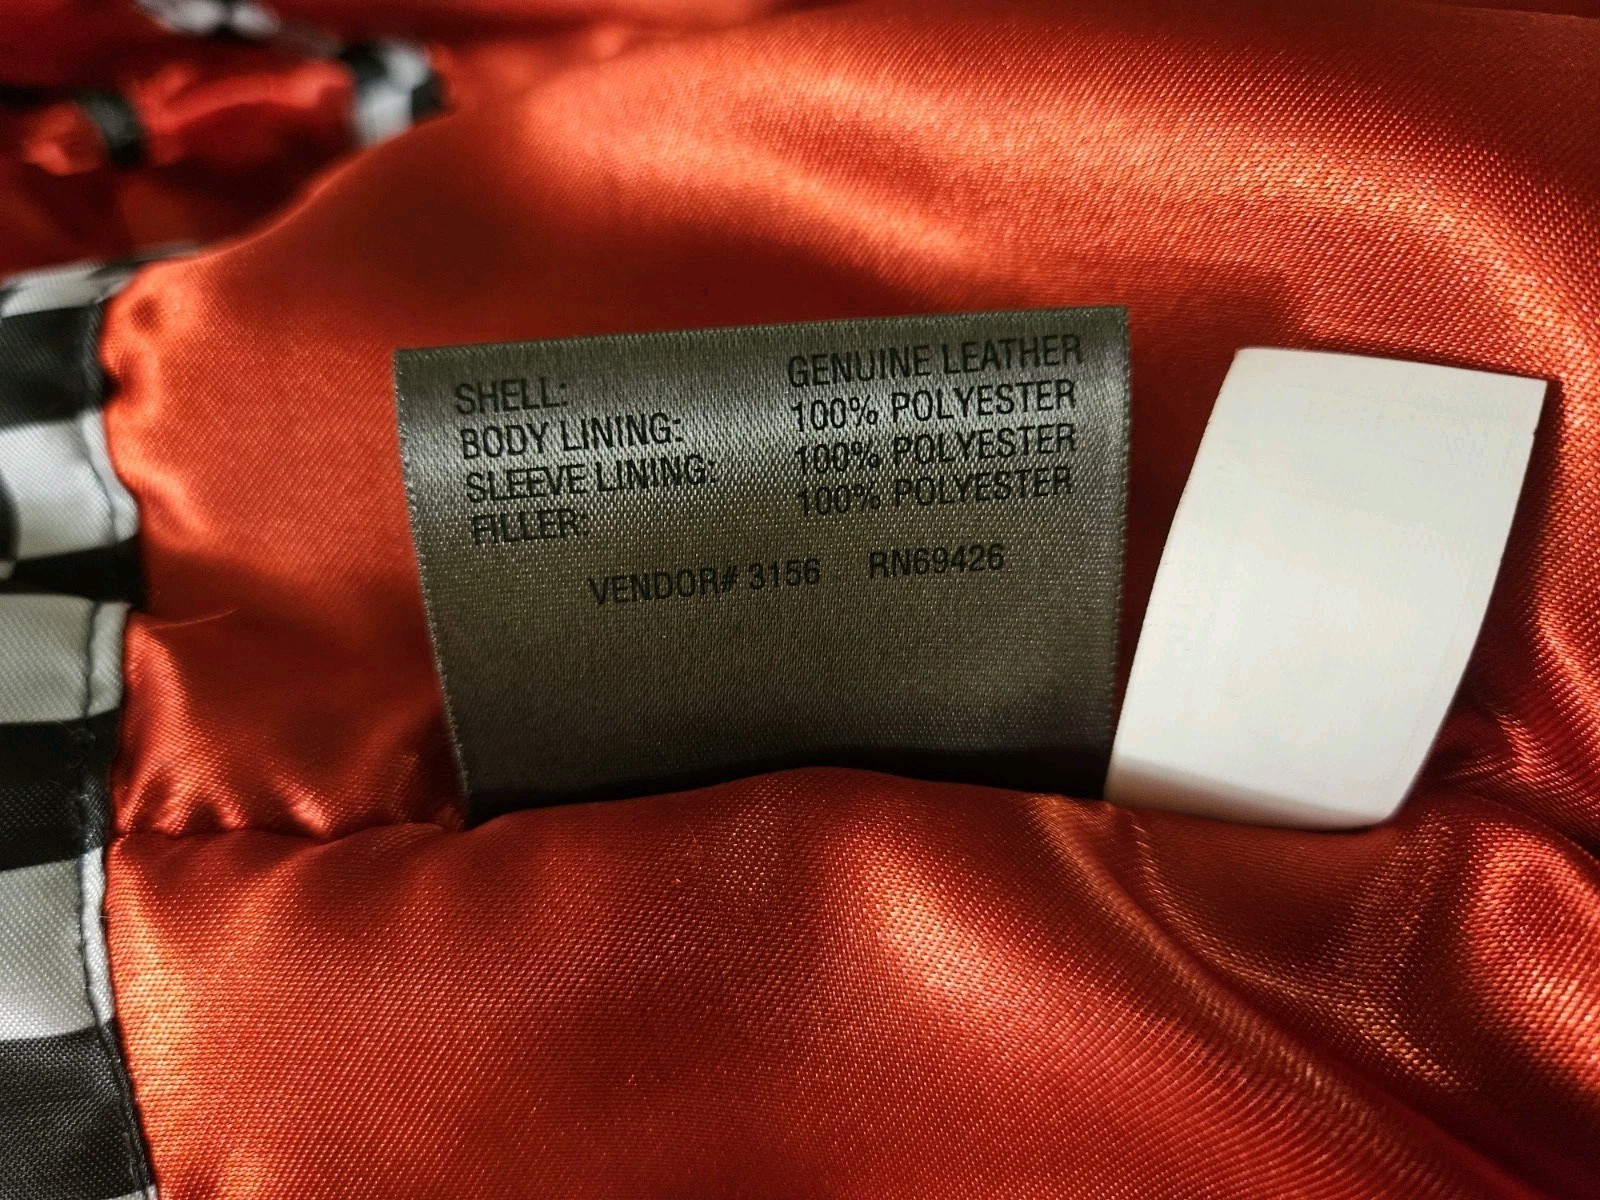 SHELL: GENUINE LEATHER
BODY LINING: 100% POLYESTER
SLEEVE LINING: 100% POLYESTER
FILLER: 100% POLYESTER
VENDOR# 3156 RN69426